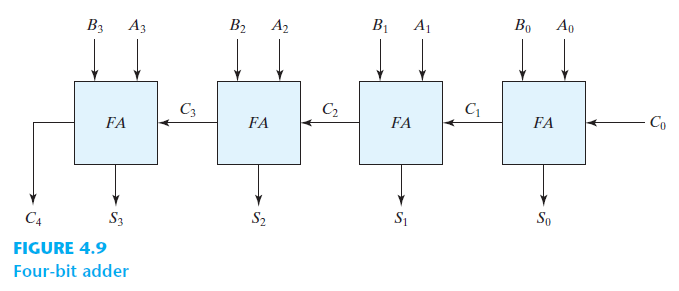 B3 A3 B2 A2 B1 A1 B0 A0
C3 C2 C1
FA FA FA FA C0
C4 S3 S2 S1 S0
FIGURE 4.9
Four-bit adder